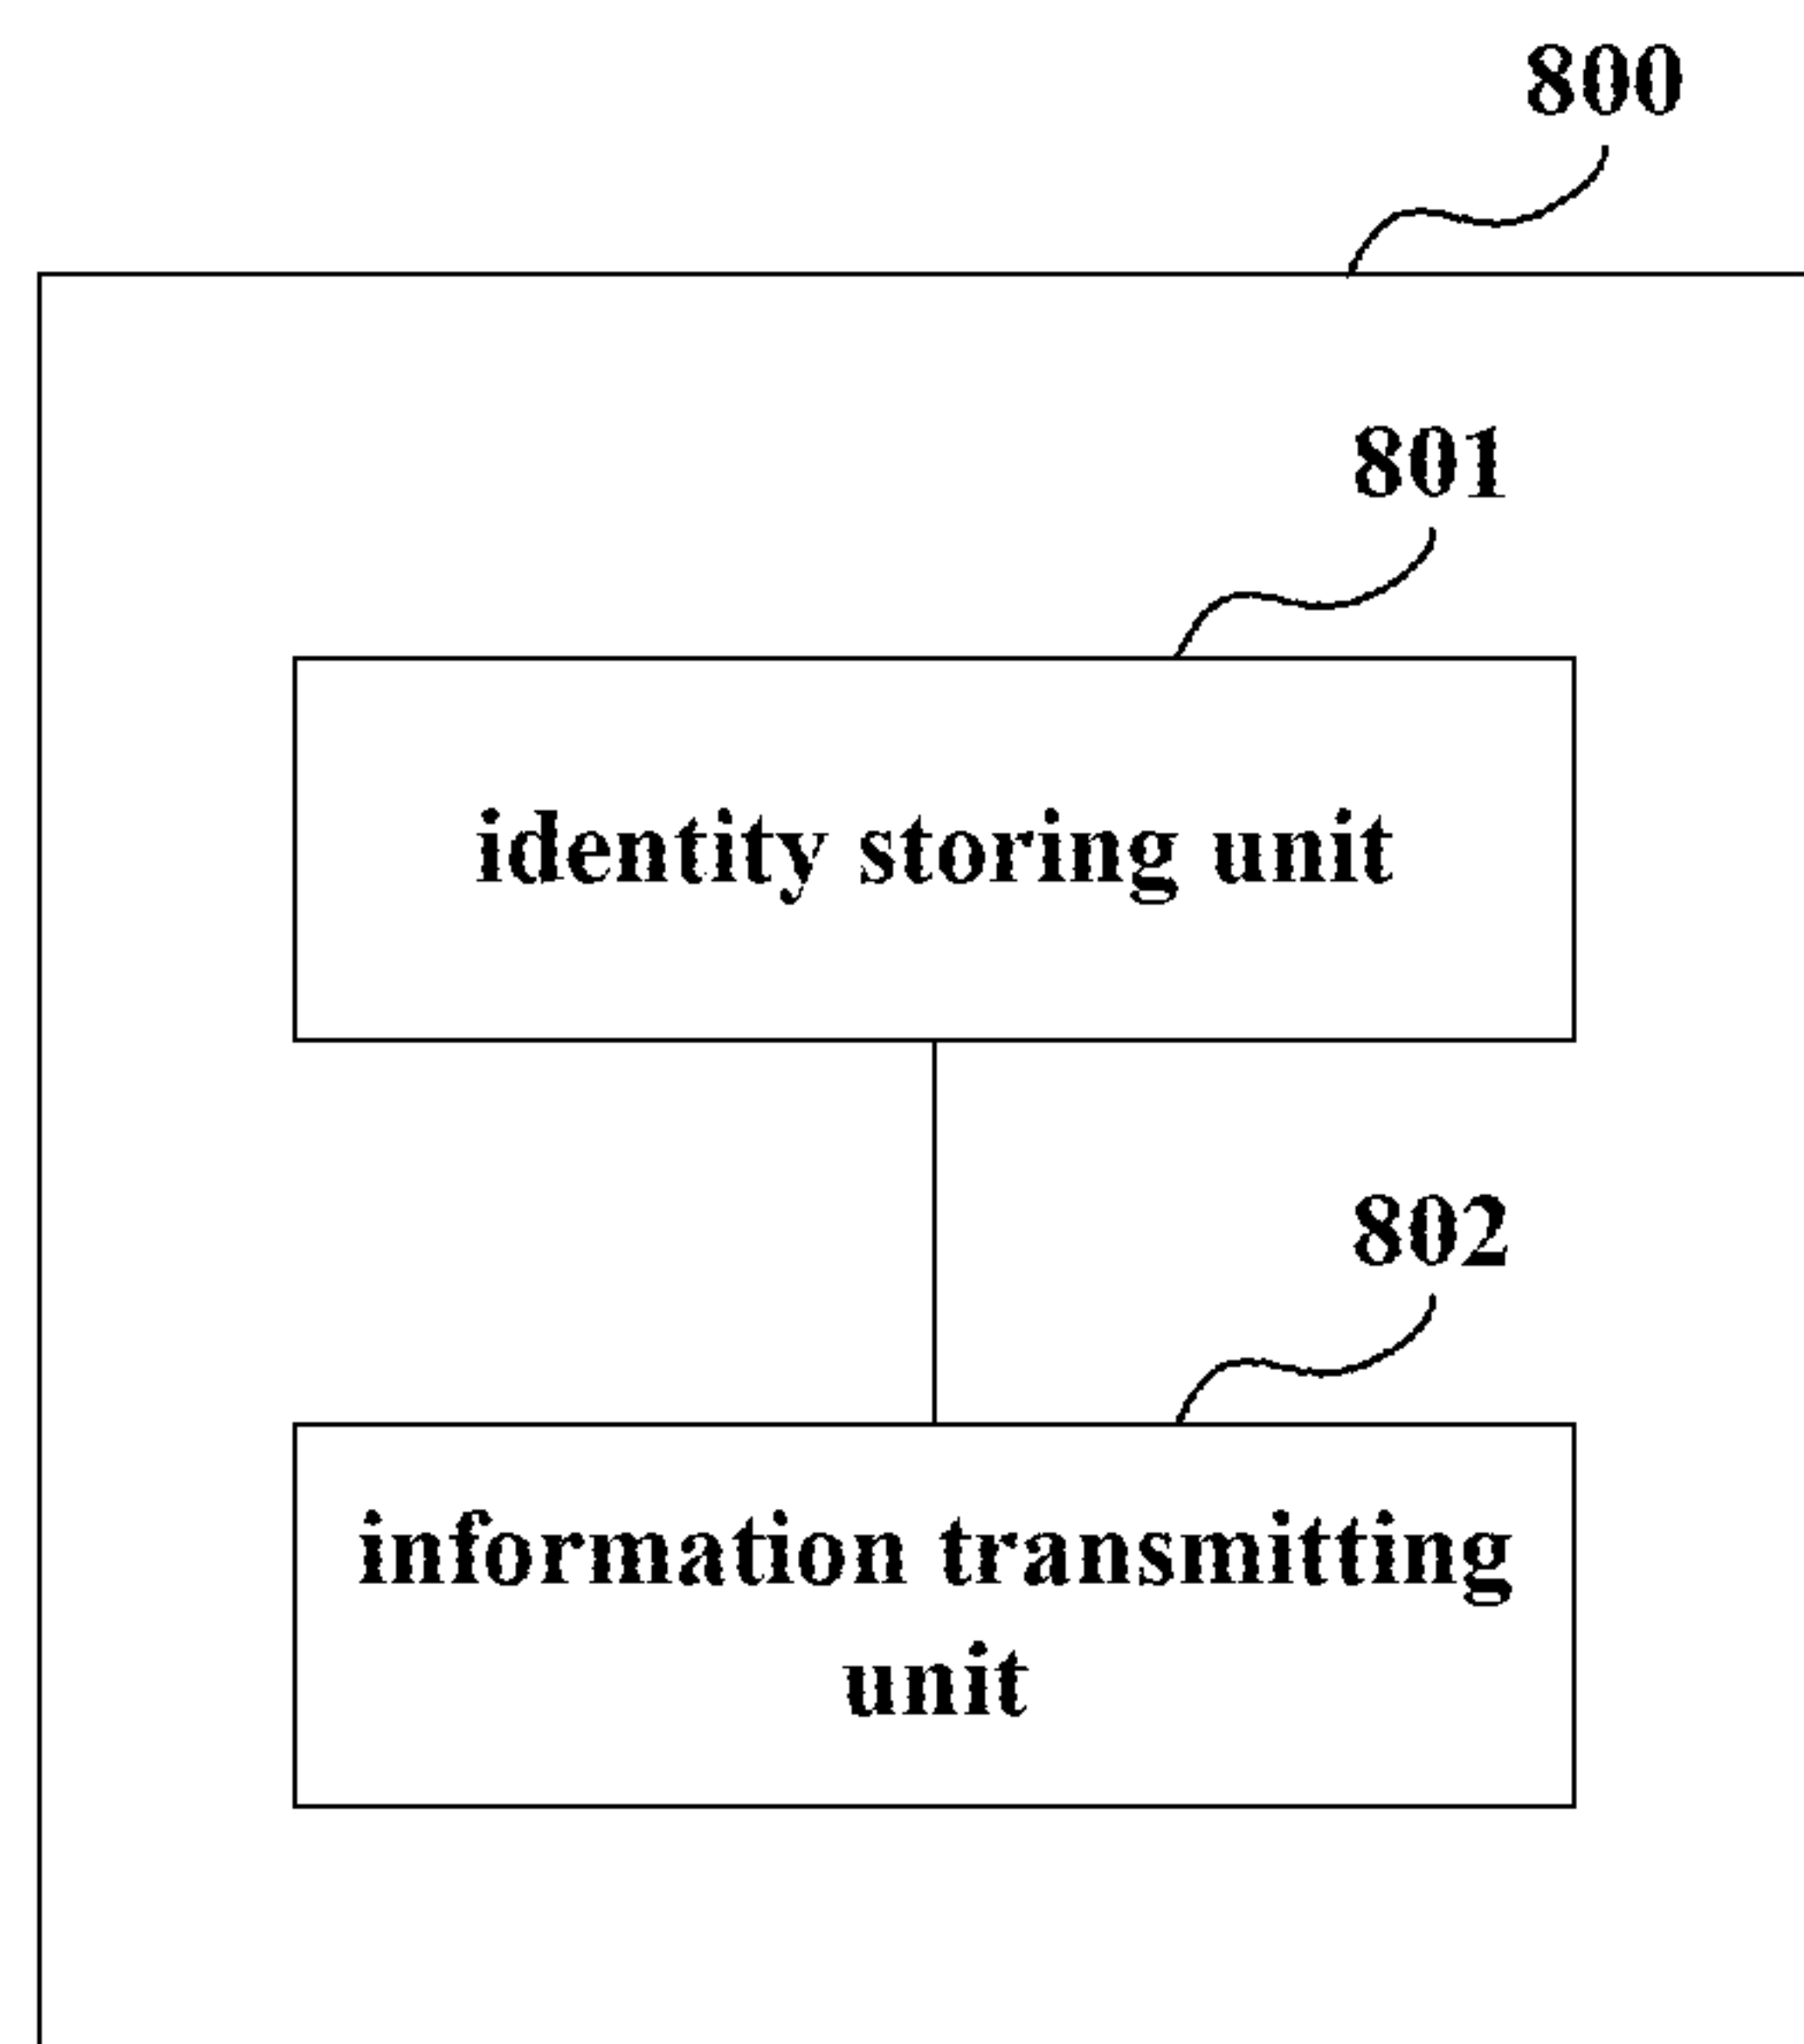 800
801
identity storing unit
802
information transmitting
unit